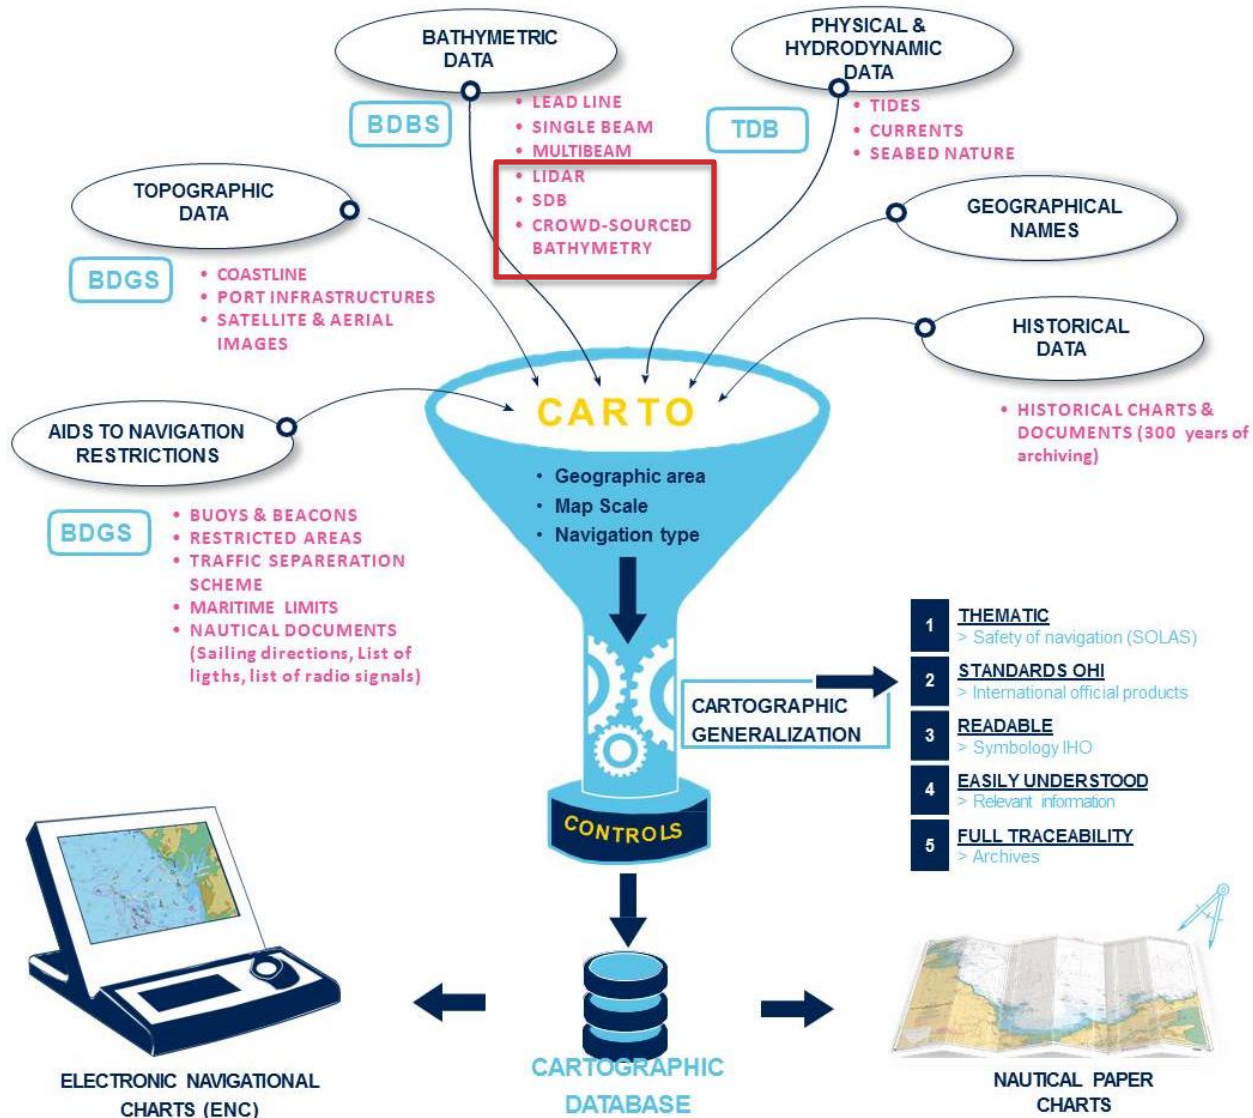 BATHYMETRIC
DATA
PHYSICAL &
HYDRODYNAMIC
DATA
BDBS
• LEAD LINE
• SINGLE BEAM
• MULTIBEAM
• LIDAR
• SDB
• CROWD-SOURCED
BATHYMETRY
TDB
• TIDES
• CURRENTS
• SEABED NATURE
TOPOGRAPHIC
DATA
GEOGRAPHICAL
NAMES
BDGS
• COASTLINE
• PORT INFRASTRUCTURES
• SATELLITE & AERIAL
IMAGES
HISTORICAL
DATA
• HISTORICAL CHARTS &
DOCUMENTS (300 years of
archiving)
AIDS TO NAVIGATION
RESTRICTIONS
BDGS
• BUOYS & BEACONS
• RESTRICTED AREAS
• TRAFFIC SEPARERATION
SCHEME
• MARITIME LIMITS
• NAUTICAL DOCUMENTS
(Sailing directions, List of
ligths, list of radio signals)
CARTO
• Geographic area
• Map Scale
• Navigation type
CARTOGRAPHIC
GENERALIZATION
1 THEMATIC
> Safety of navigation (SOLAS)
2 STANDARDS OHI
> International official products
3 READABLE
> Symbology IHO
4 EASILY UNDERSTOOD
> Relevant information
5 FULL TRACEABILITY
> Archives
CONTROLS
CARTOGRAPHIC
DATABASE
ELECTRONIC NAVIGATIONAL
CHARTS (ENC)
NAUTICAL PAPER
CHARTS